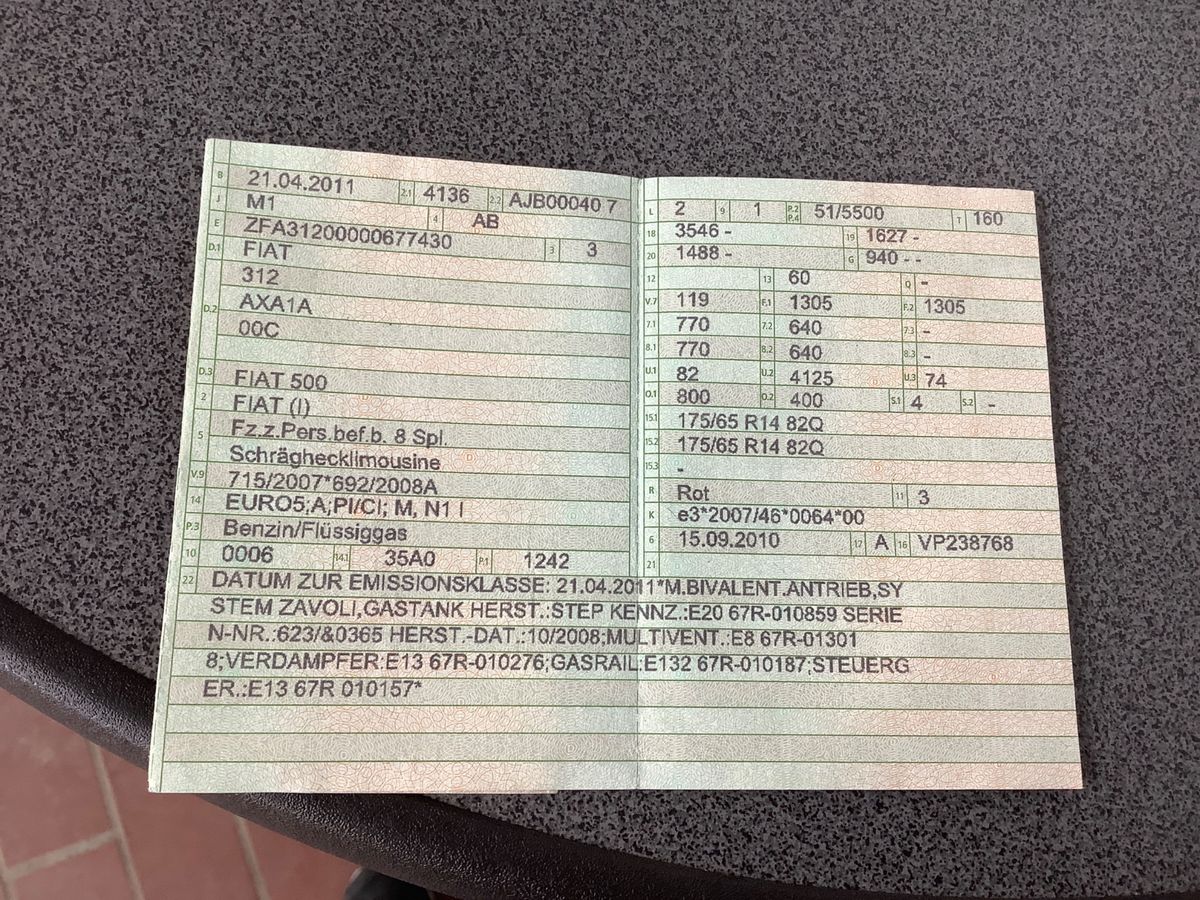 B 21.04.2011 2.1 4136 2.2 AJB00040 7
J M1 4 AB
E ZFA31200000677430 3 3
D.1 FIAT
312
D.2 AXA1A
00C
D.3 FIAT 500
2 FIAT (I)
5 Fz.z.Pers.bef.b. 8 Spl.
Schräghecklimousine
V.9 715/2007*692/2008A
14 EURO5;A;PI/CI; M, N1 I
P.3 Benzin/Flüssiggas
10 0006 14.1 35A0 P.1 1242
L 2 9 1 P.2 P.4 51/5500 T 160
18 3546 - 19 1627 -
20 1488 - G 940 - -
12 13 60 Q -
V.7 119 F.1 1305 F.2 1305
7.1 770 7.2 640 7.3 -
8.1 770 8.2 640 8.3 -
U.1 82 U.2 4125 U.3 74
O.1 800 O.2 400 S.1 4 S.2 -
15.1 175/65 R14 82Q
15.2 175/65 R14 82Q
15.3 -
R Rot 11 3
K e3*2007/46*0064*00
6 15.09.2010 17 A 16 VP238768
21
22 DATUM ZUR EMISSIONSKLASSE: 21.04.2011*M.BIVALENT.ANTRIEB,SY
STEM ZAVOLI,GASTANK HERST.:STEP KENNZ.:E20 67R-010859 SERIE
N-NR.:623/&0365 HERST.-DAT.:10/2008;MULTIVENT.:E8 67R-01301
8;VERDAMPFER:E13 67R-010276;GASRAIL:E132 67R-010187;STEUERG
ER.:E13 67R 010157*